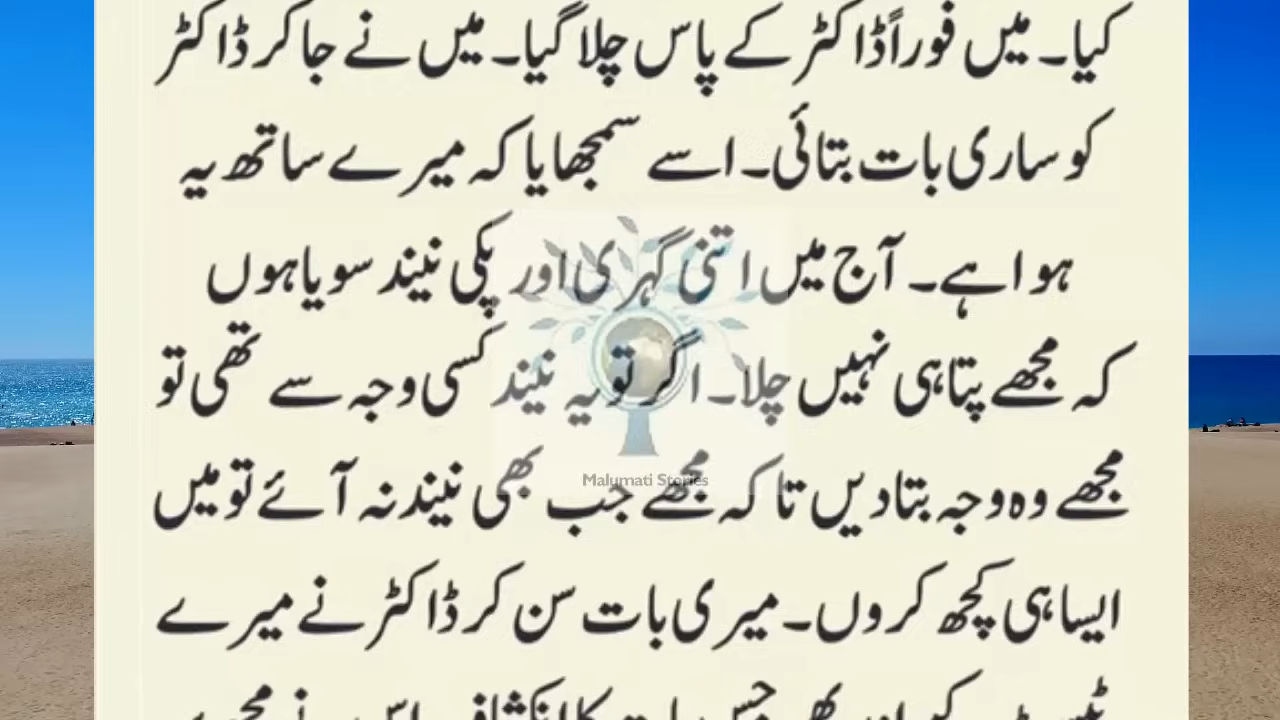 کیا۔ میں فوراً ڈاکٹر کے پاس چلا گیا۔ میں نے جا کر ڈاکٹر
کو ساری بات بتائی۔ اسے سمجھایا کہ میرے ساتھ یہ
ہوا ہے۔ آج میں اتنی گہری اور پکی نیند سویا ہوں
کہ مجھے پتا ہی نہیں چلا۔ اگر تو یہ نیند کسی وجہ سے تھی تو
Malumati Stories
مجھے وہ وجہ بتا دیں تا کہ مجھے جب بھی نیند نہ آئے تو میں
ایسا ہی کچھ کروں۔ میری بات سن کر ڈاکٹر نے میرے